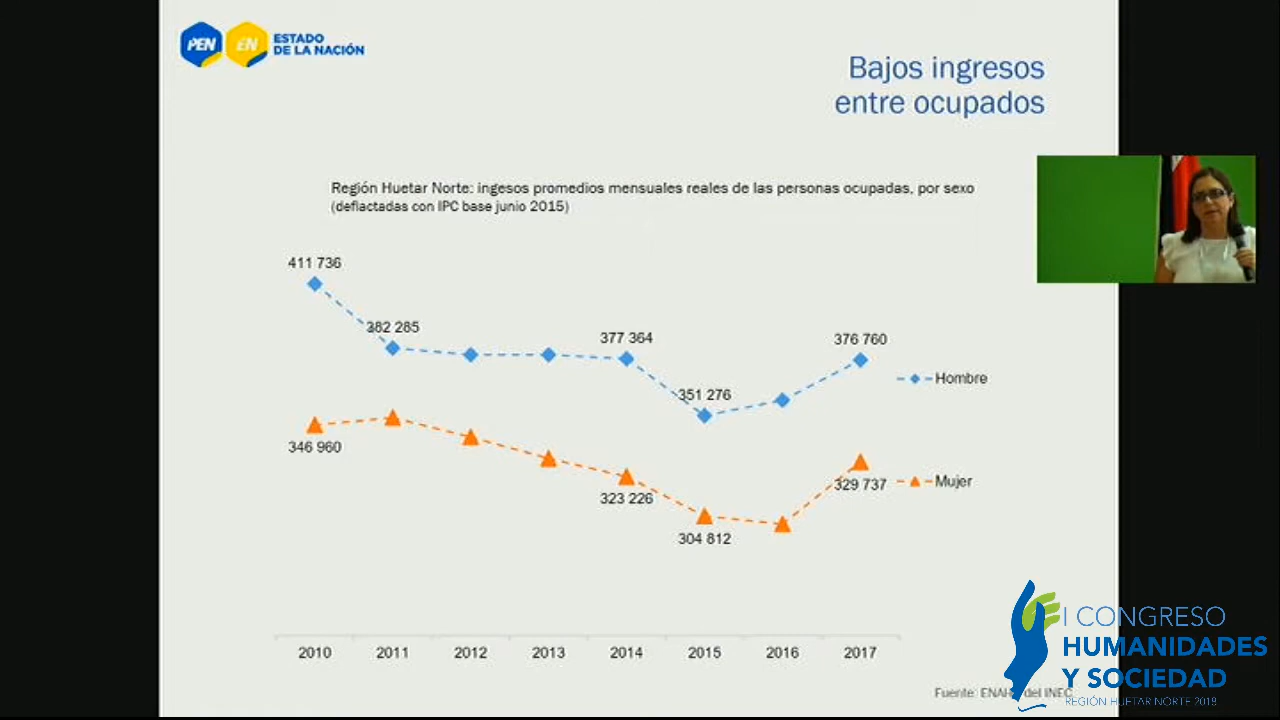 PEN EN ESTADO
DE LA NACIÓN
Bajos ingresos
entre ocupados
Región Huetar Norte: ingesos promedios mensuales reales de las personas ocupadas, por sexo
(deflactadas con IPC base junio 2015)
411 736
382 285
377 364
351 276
376 760
Hombre
346 960
323 226
304 812
329 737
Mujer
2010 2011 2012 2013 2014 2015 2016 2017
Fuente: del INEC
I CONGRESO
HUMANIDADES
Y SOCIEDAD
REGIÓN HUETAR NORTE 2018